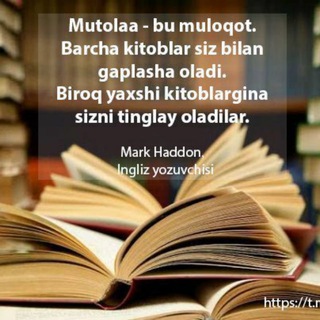 Mutolaa - bu muloqot.
Barcha kitoblar siz bilan
gaplasha oladi.
Biroq yaxshi kitoblargina
sizni tinglay oladilar.
Mark Haddon,
Ingliz yozuvchisi
https://t.